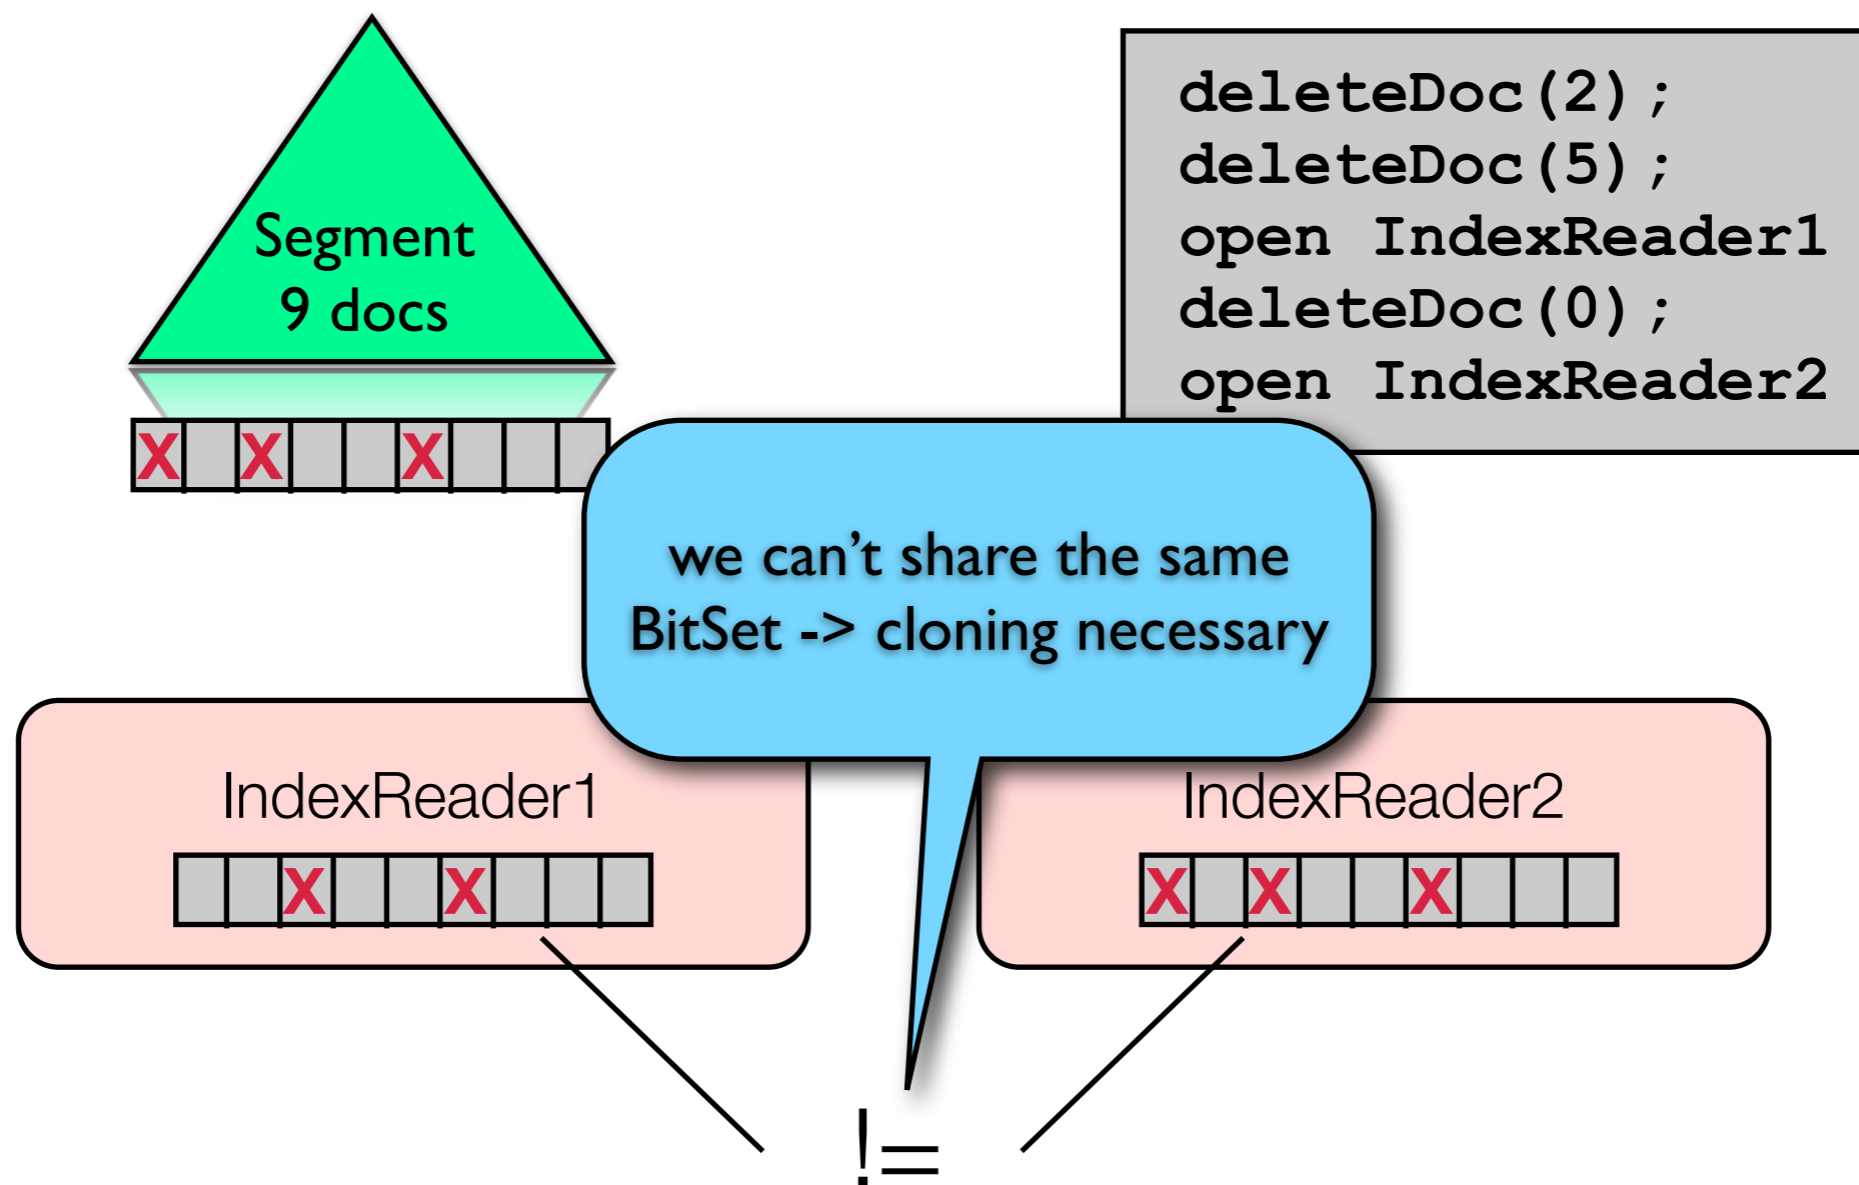 Segment
9 docs
X X X
deleteDoc(2);
deleteDoc(5);
open IndexReader1
deleteDoc(0);
open IndexReader2
we can’t share the same
BitSet -> cloning necessary
IndexReader1
X X
IndexReader2
X X X
!=